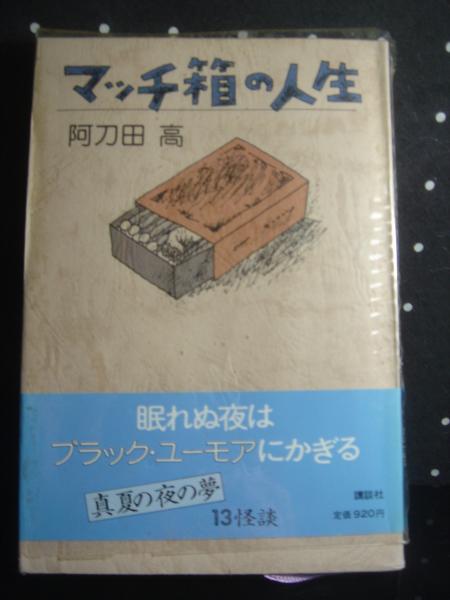 マッチ箱の人生
阿刀田 高
眠れぬ夜は
ブラック・ユーモアにかぎる
真夏の夜の夢
13怪談
講談社
定価920円